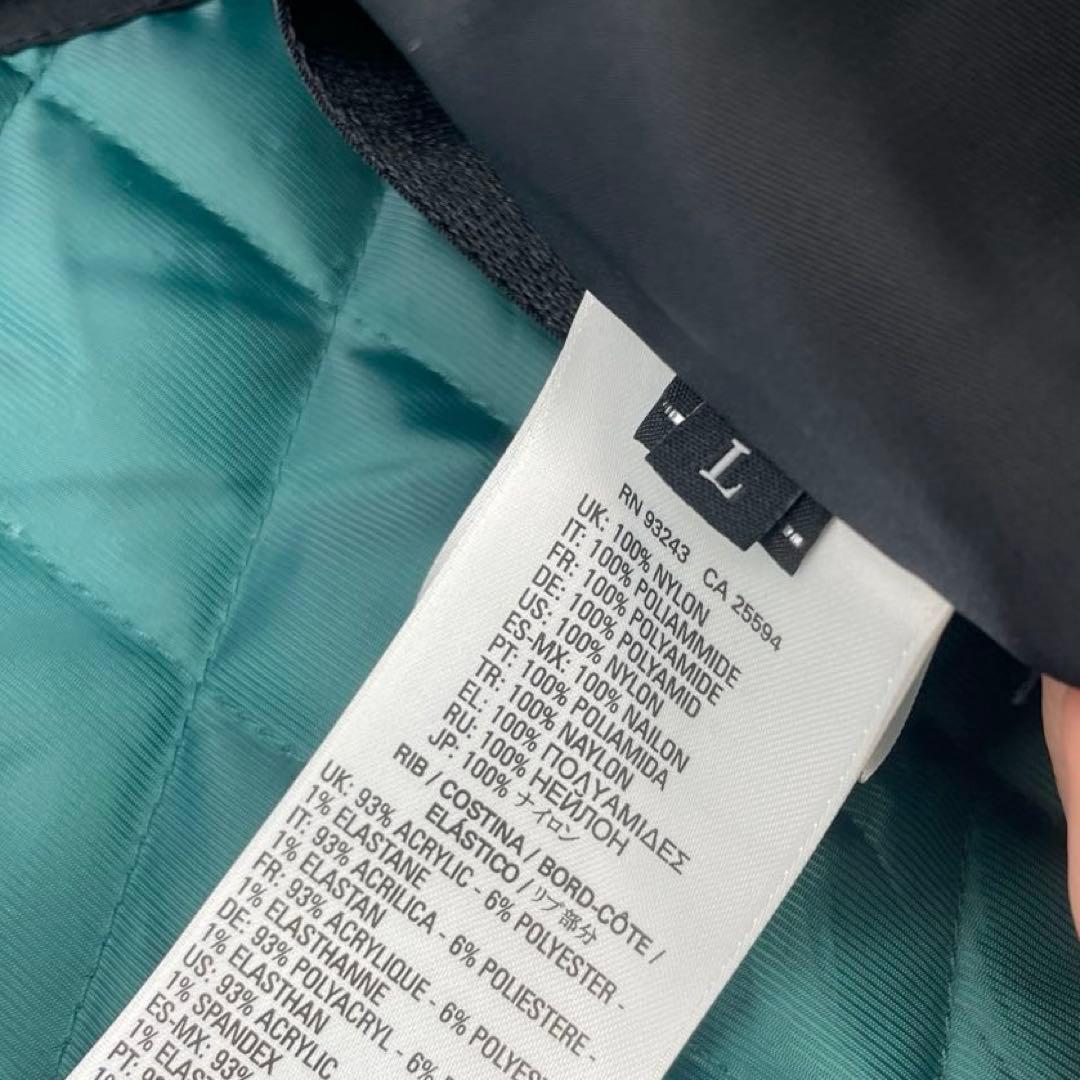 L
RN 93243 CA 25594
UK: 100% NYLON
IT: 100% POLIAMMIDE
FR: 100% POLYAMIDE
DE: 100% POLYAMID
US: 100% NYLON
ES-MX: 100% NAILON
PT: 100% POLIAMIDA
TR: 100% NAYLON
EL: 100% ΠΟΛΥΑΜΙΔΕΣ
RU: 100% НЕЙЛОН
JP: 100% ナイロン
RIB / COSTINA / BORD-CÔTE /
ELÁSTICO / リブ部分
UK: 93% ACRYLIC - 6% POLYESTER -
1% ELASTANE
IT: 93% ACRILICA - 6% POLIESTERE -
1% ELASTAN
FR: 93% ACRYLIQUE - 6% POLYES
1% ELASTHANNE
DE: 93% POLYACRYL - 6%
1% ELASTHAN
US: 93% ACRYLIC
1% SPANDEX
ES-MX: 93%
1% ELAS
PT: